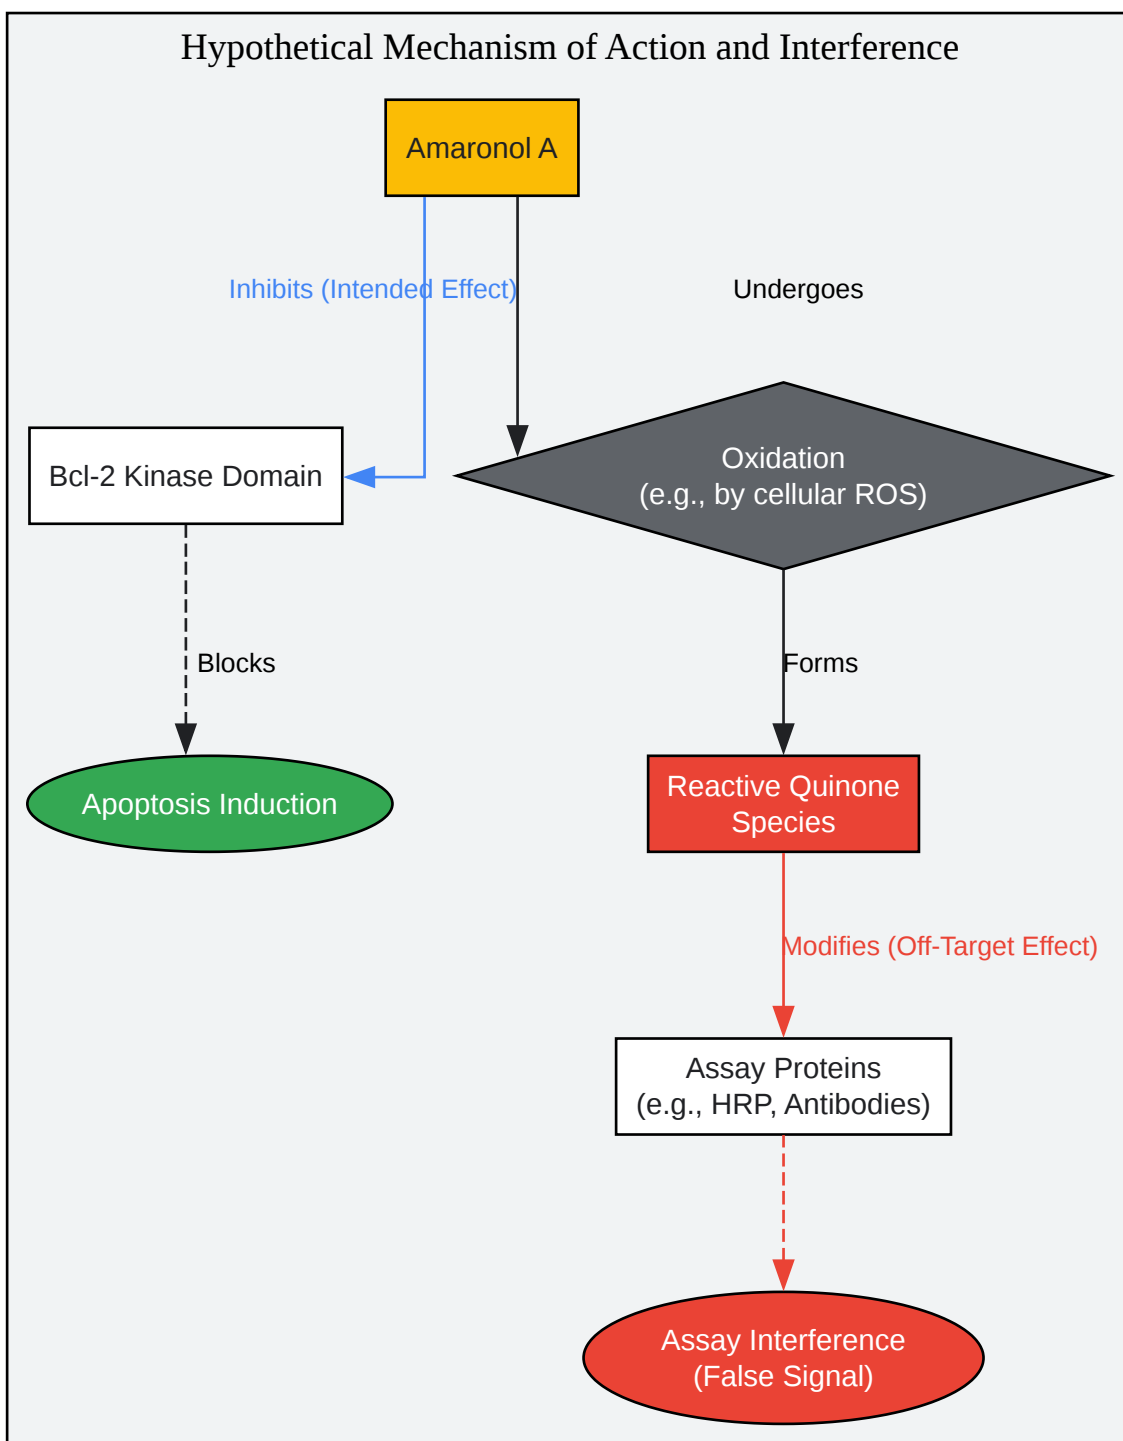 Hypothetical Mechanism of Action and Interference
Amaronol A
Inhibits (Intended Effect)
Undergoes
Bcl-2 Kinase Domain
Oxidation
(e.g., by cellular ROS)
Blocks
Forms
Apoptosis Induction
Reactive Quinone
Species
Modifies (Off-Target Effect)
Assay Proteins
(e.g., HRP, Antibodies)
Assay Interference
(False Signal)